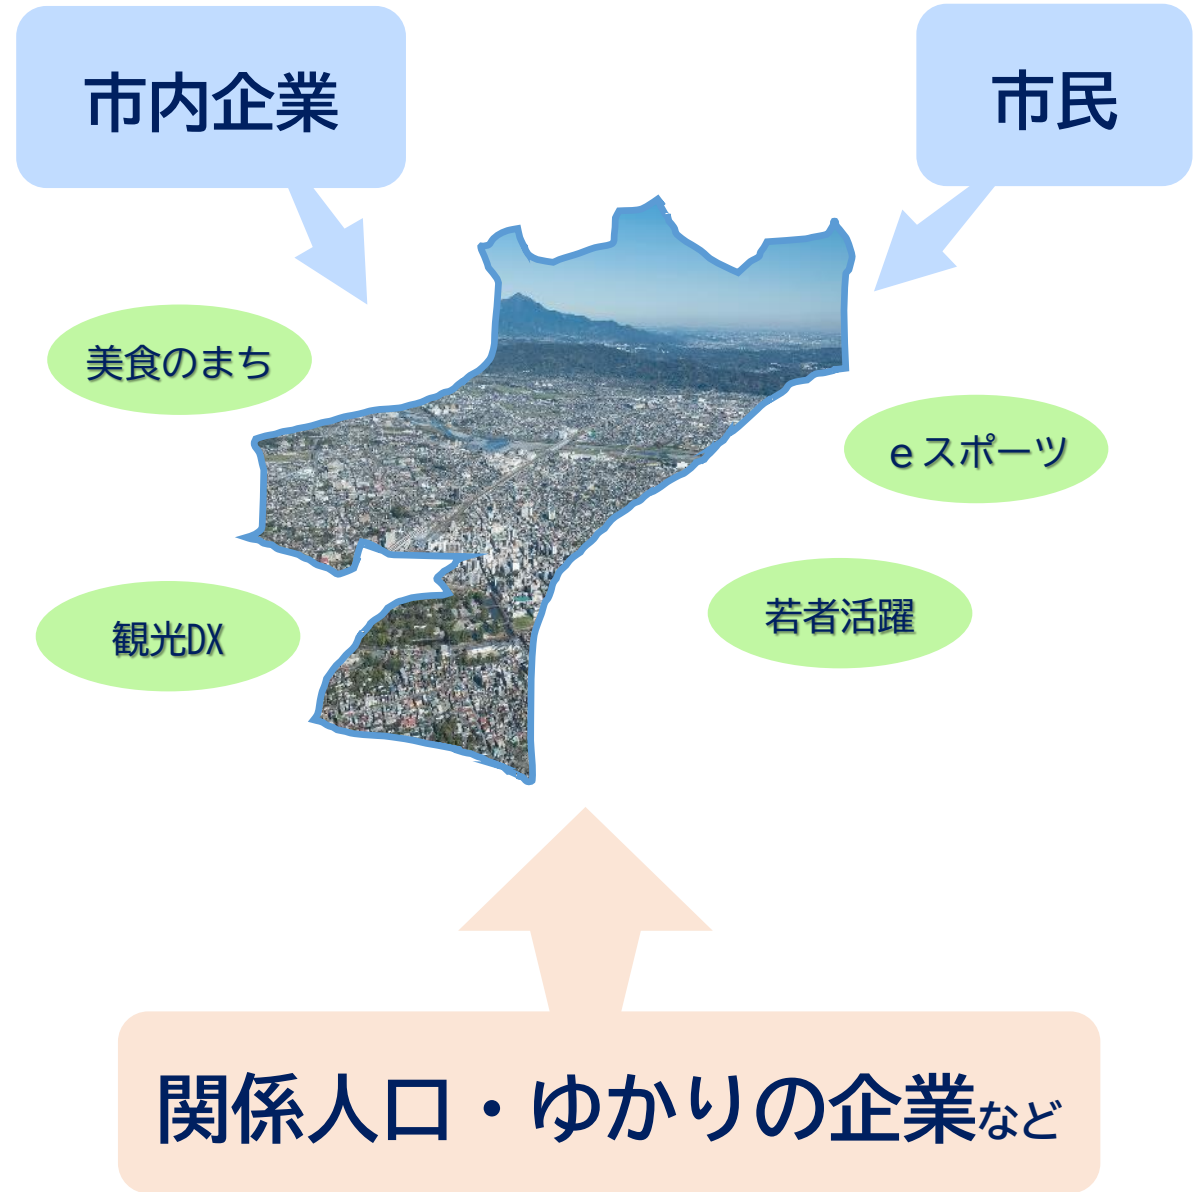 市内企業
市民
美食のまち
ｅスポーツ
観光DX
若者活躍
関係人口・ゆかりの企業など